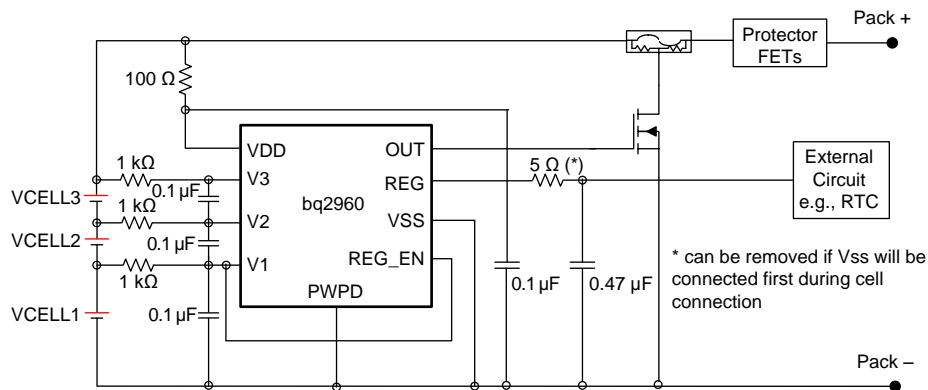 Pack +
Protector
FETs
100 Ω
VDD
OUT
1 kΩ
V3
0.1 µF
REG
5 Ω (*)
External
Circuit
e.g., RTC
VCELL3
1 kΩ
V2
bq2960
VSS
VCELL2
0.1 µF
REG_EN
V1
1 kΩ
PWPD
0.1 µF
0.47 µF
* can be removed if Vss will be
connected first during cell
connection
VCELL1
0.1 µF
Pack –